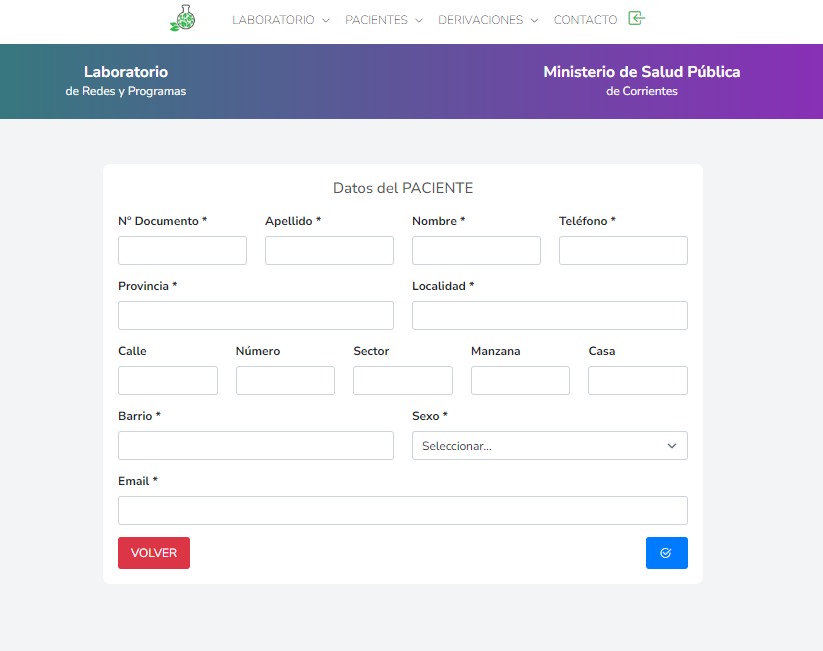 LABORATORIO PACIENTES DERIVACIONES CONTACTO
Laboratorio
de Redes y Programas
Ministerio de Salud Pública
de Corrientes
Datos del PACIENTE
Nº Documento * Apellido * Nombre * Teléfono *
Provincia * Localidad *
Calle Número Sector Manzana Casa
Barrio * Sexo *
Seleccionar...
Email *
VOLVER